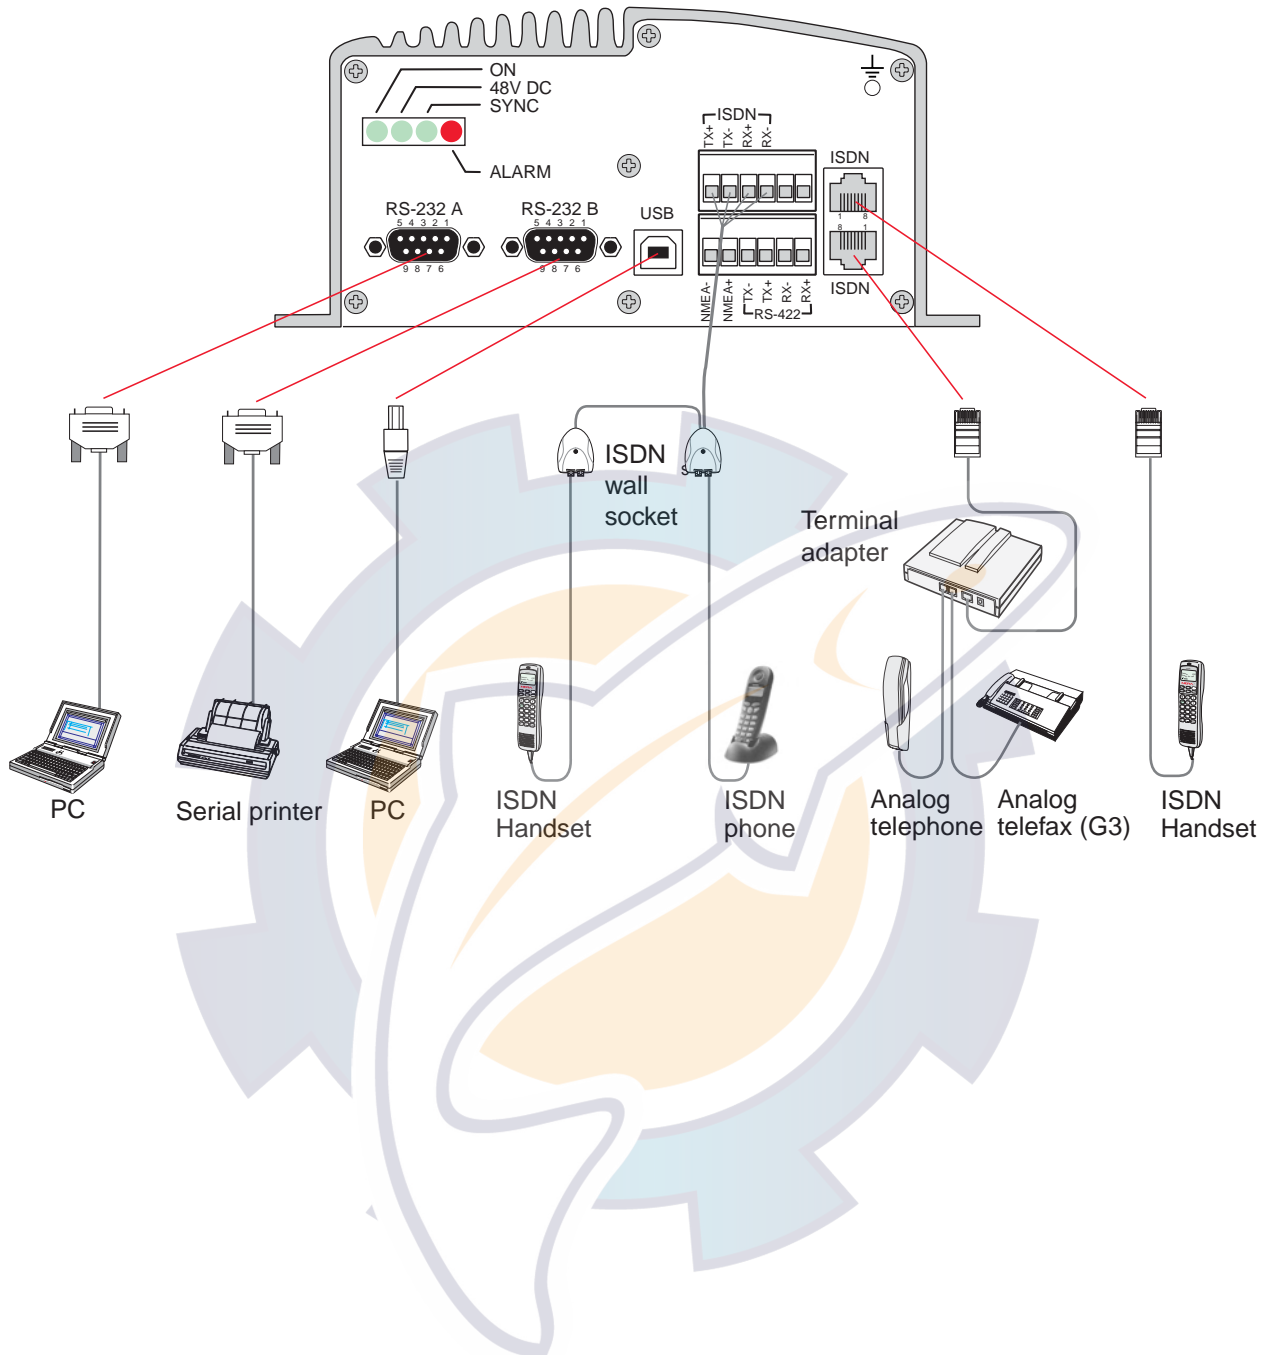 ON
48V DC
SYNC
ALARM
ISDN
TX+
TX-
RX+
RX-
ISDN
RS-232 A
5 4 3 2 1
9 8 7 6
RS-232 B
5 4 3 2 1
9 8 7 6
USB
1 8
8 1
ISDN
NMEA-
NMEA+
TX-
TX+
RX-
RX+
RS-422
ISDN
wall
socket
S
Terminal
adapter
PC
Serial printer
PC
ISDN
Handset
ISDN
phone
Analog
telephone
Analog
telefax (G3)
ISDN
Handset